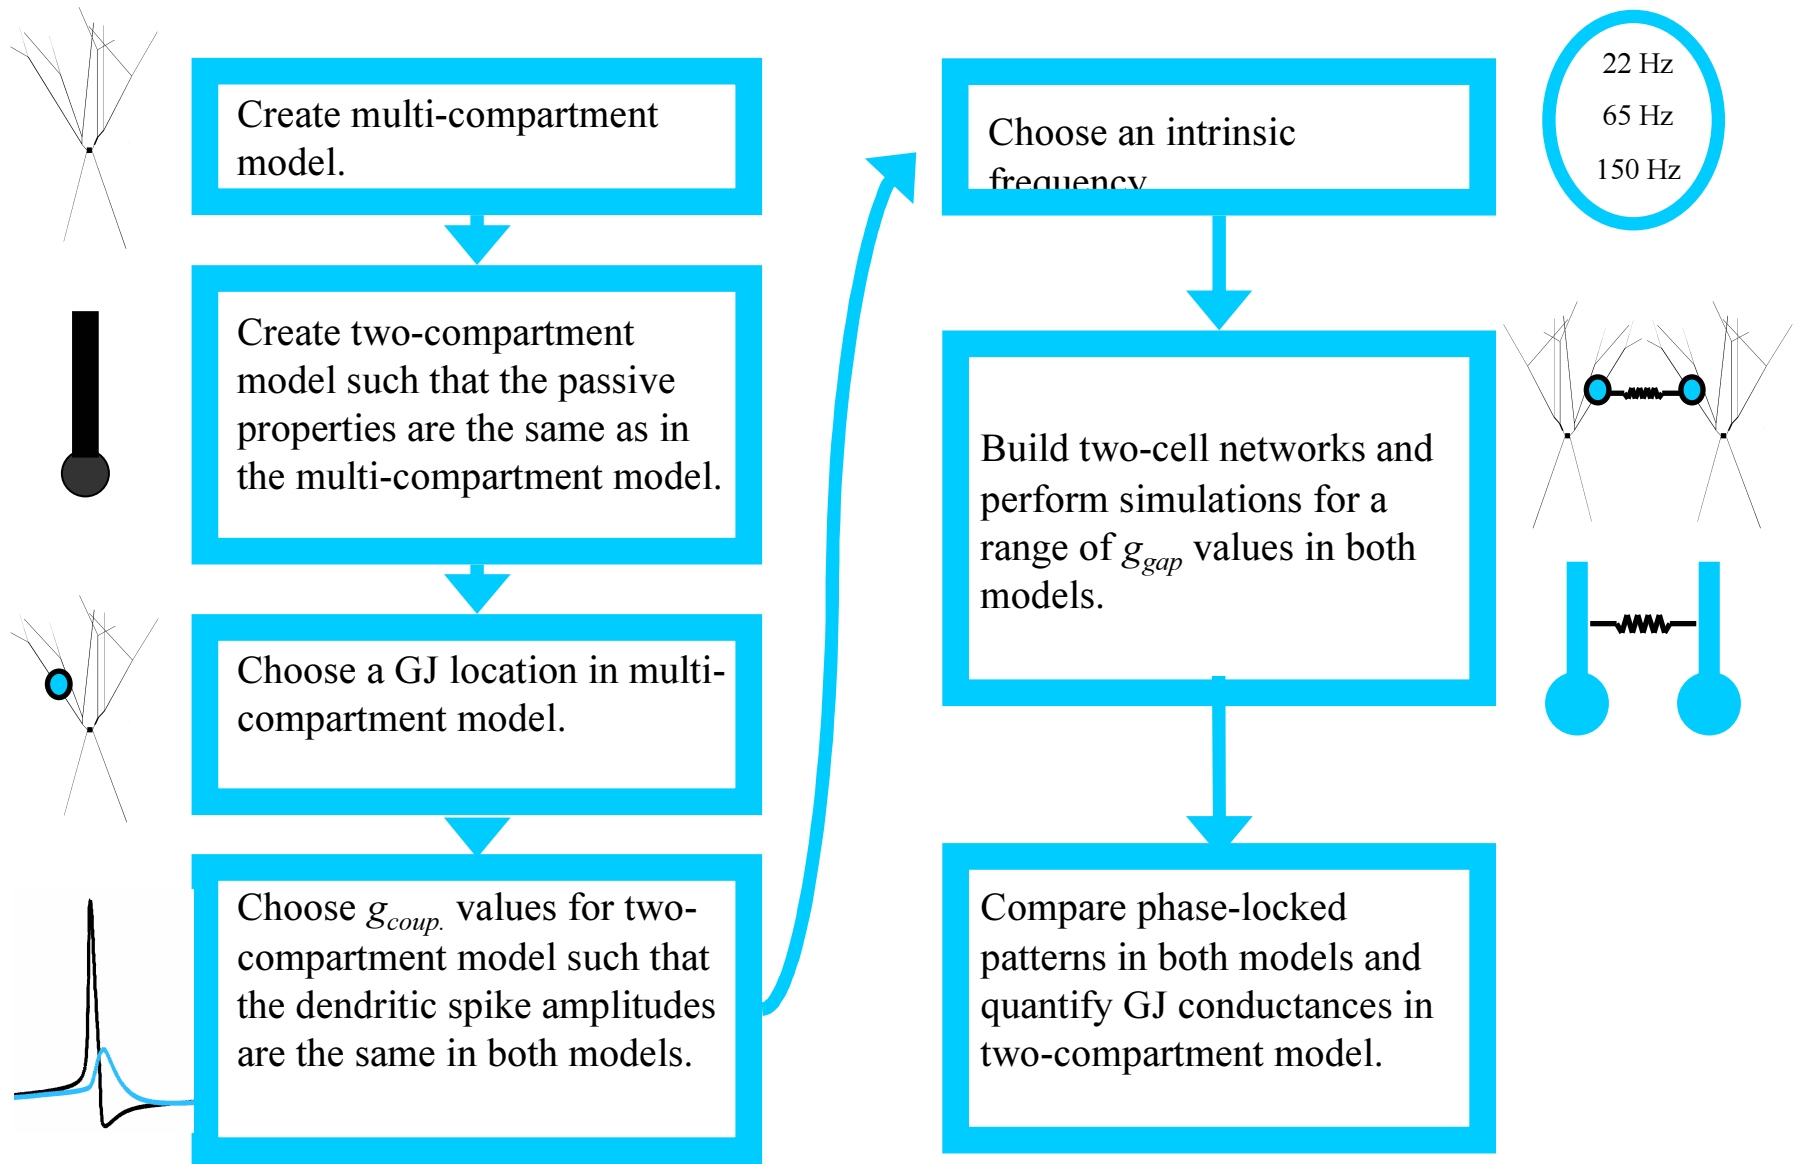 Create multi-compartment
model.
Create two-compartment
model such that the passive
properties are the same as in
the multi-compartment model.
Choose a GJ location in multi-
compartment model.
Choose gcoup. values for two-
compartment model such that
the dendritic spike amplitudes
are the same in both models.
Choose an intrinsic
frequency
22 Hz
65 Hz
150 Hz
Build two-cell networks and
perform simulations for a
range of ggap values in both
models.
Compare phase-locked
patterns in both models and
quantify GJ conductances in
two-compartment model.